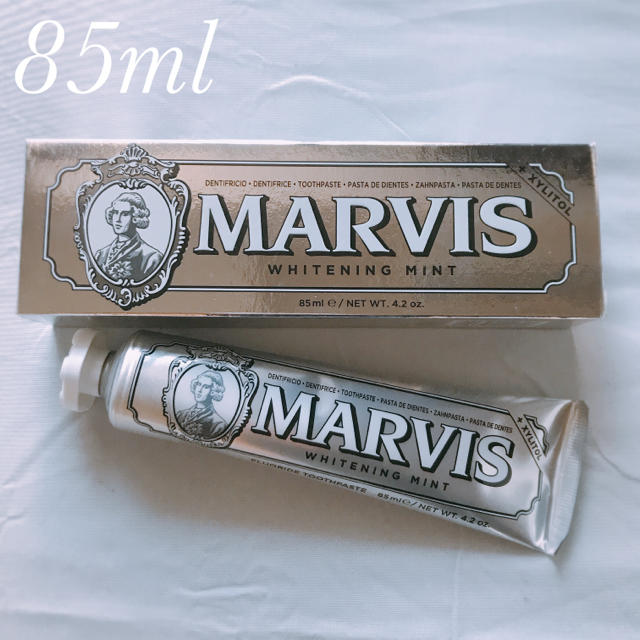 85ml
DENTIFRICIO • DENTIFRICE • TOOTHPASTE • PASTA DE DIENTES • ZAHNPASTA • PASTA DE DENTES
+ XYLITOL
MARVIS
WHITENING MINT
85ml e / NET WT. 4.2 oz.
DENTIFRICIO • DENTIFRICE • TOOTHPASTE • PASTA DE DIENTES • ZAHNPASTA • PASTA DE DENTES
+ XYLITOL
MARVIS
WHITENING MINT
FLUORIDE TOOTHPASTE 85ml e / NET WT. 4.2 oz.